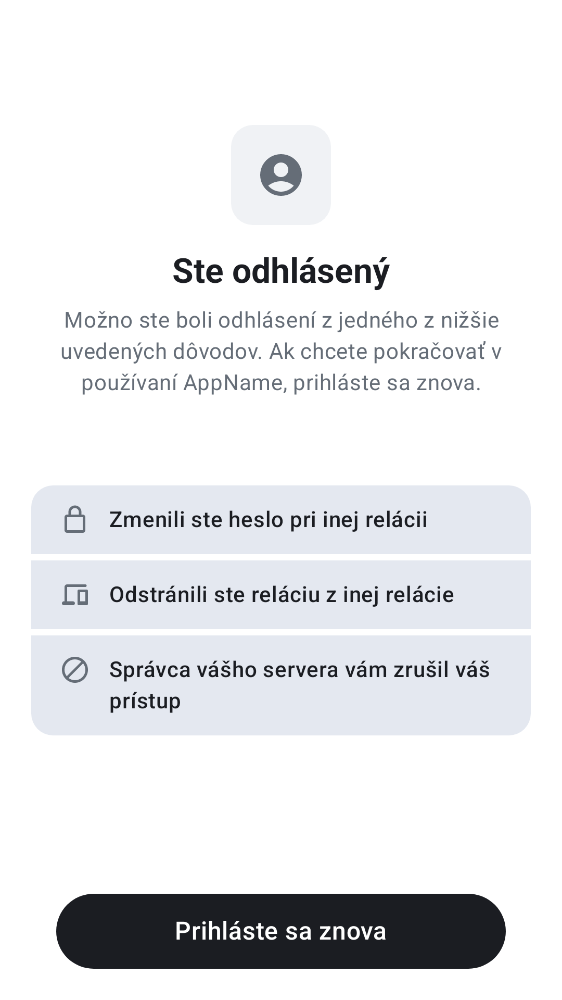 Ste odhlásený
Možno ste boli odhlásení z jedného z nižšie
uvedených dôvodov. Ak chcete pokračovať v
používaní AppName, prihláste sa znova.
Zmenili ste heslo pri inej relácii
Odstránili ste reláciu z inej relácie
Správca vášho servera vám zrušil váš
prístup
Prihláste sa znova